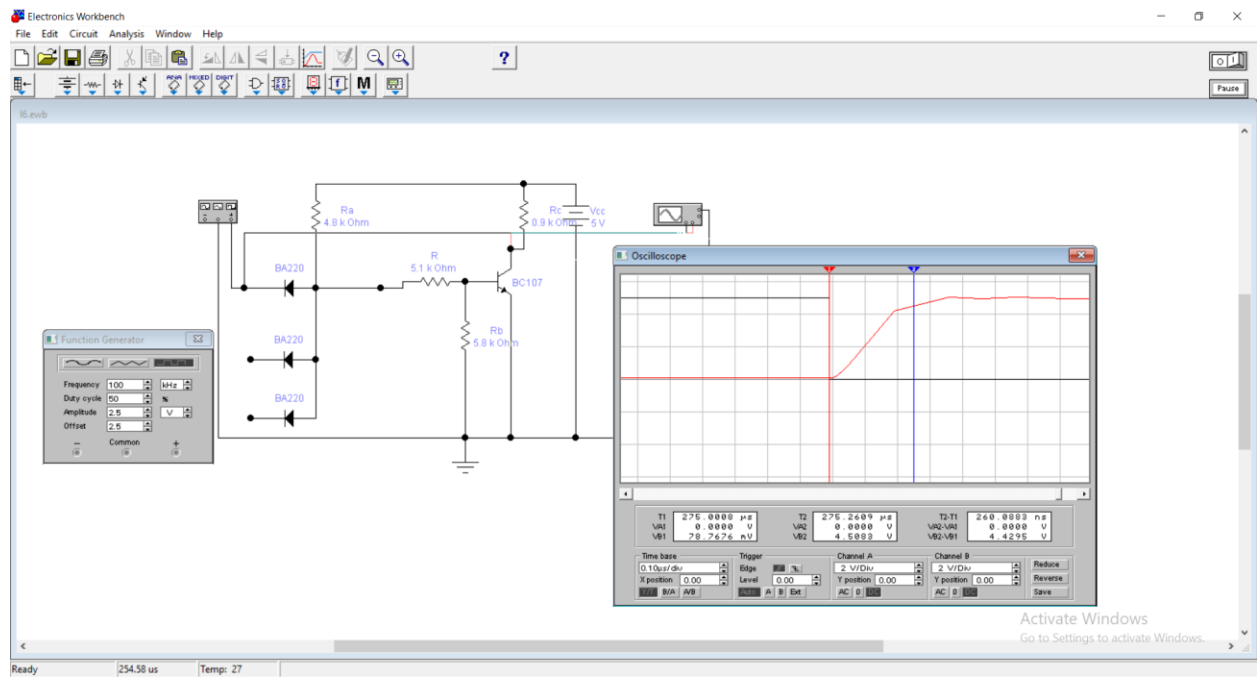 Electronics Workbench
File Edit Circuit Analysis Window Help
ANA MIXED DIGIT
M
?
Pause
l6.ewb
Ra
4.8 k Ohm
Rc
0.9 k Ohm
Vcc
5 V
R
5.1 k Ohm
BA220
BC107
Rb
5.8 k Ohm
BA220
BA220
Function Generator
Frequency 100 kHz
Duty cycle 50 %
Amplitude 2.5 V
Offset 2.5
− Common +
Oscilloscope
T1 275.0008 µs T2 275.2609 µs T2-T1 260.0883 ns
VA1 0.0000 V VA2 0.0000 V VA2-VA1 0.0000 V
VB1 78.7676 mV VB2 4.5083 V VB2-VB1 4.4295 V
Time base Trigger Channel A Channel B
0.10µs/div Edge 2 V/Div 2 V/Div Reduce
X position 0.00 Level 0.00 Y position 0.00 Y position 0.00 Reverse
Y/T B/A A/B Auto A B Ext AC 0 DC AC 0 DC Save
Activate Windows
Go to Settings to activate Windows.
Ready 254.58 us Temp: 27